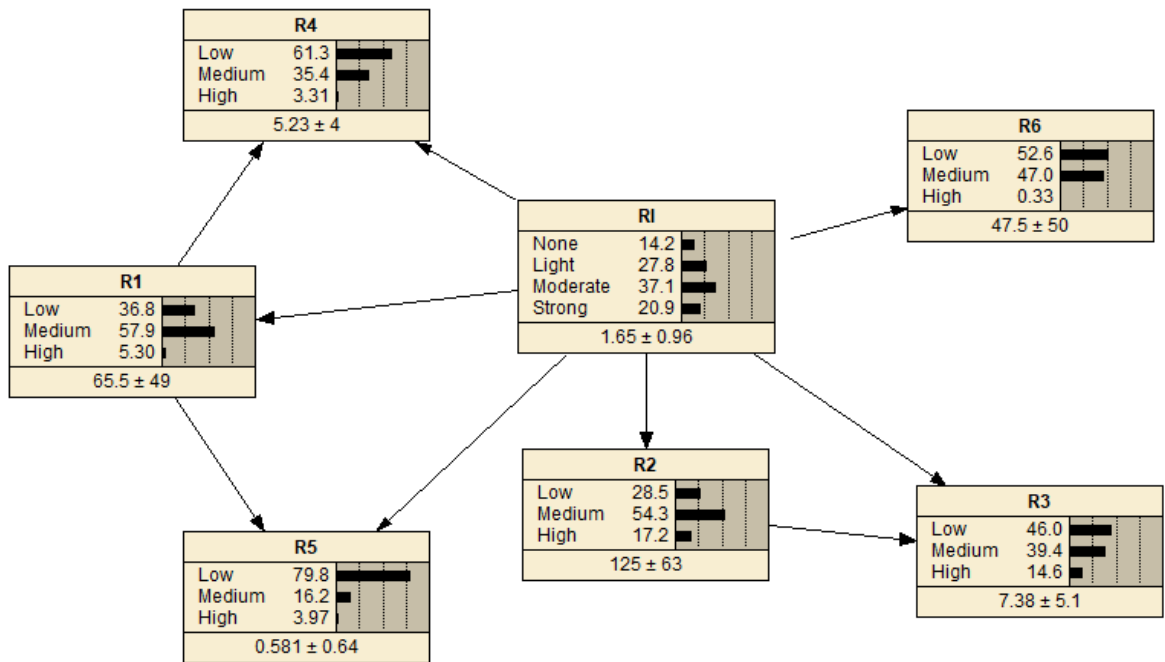 R4
Low 61.3
Medium 35.4
High 3.31
5.23 ± 4
R6
Low 52.6
Medium 47.0
High 0.33
47.5 ± 50
RI
None 14.2
Light 27.8
Moderate 37.1
Strong 20.9
1.65 ± 0.96
R1
Low 36.8
Medium 57.9
High 5.30
65.5 ± 49
R2
Low 28.5
Medium 54.3
High 17.2
125 ± 63
R3
Low 46.0
Medium 39.4
High 14.6
7.38 ± 5.1
R5
Low 79.8
Medium 16.2
High 3.97
0.581 ± 0.64